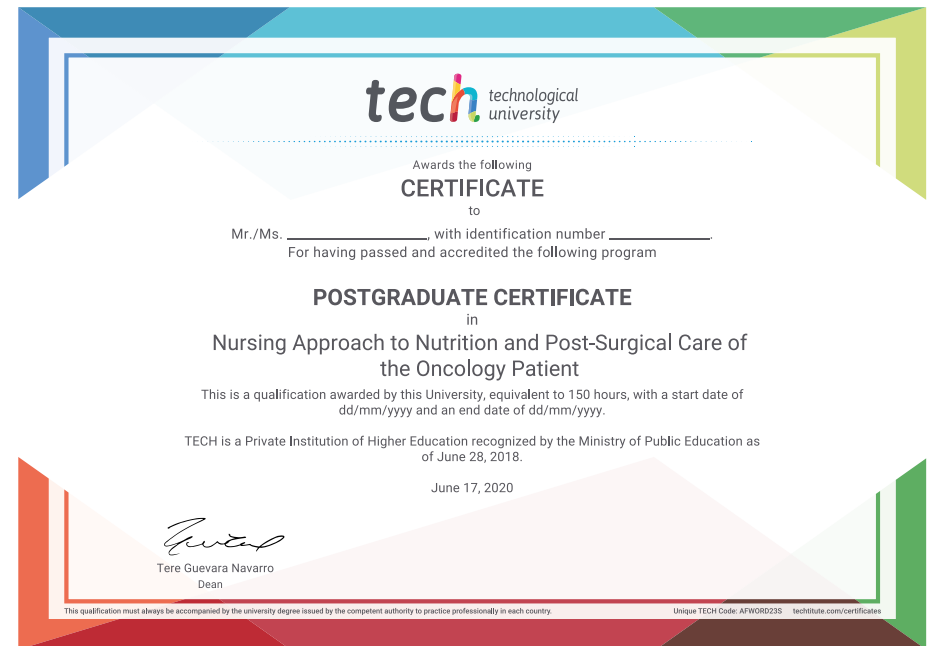 tech technological
university
Awards the following
CERTIFICATE
to
Mr./Ms. ____________________, with identification number ______________.
For having passed and accredited the following program
POSTGRADUATE CERTIFICATE
in
Nursing Approach to Nutrition and Post-Surgical Care of
the Oncology Patient
This is a qualification awarded by this University, equivalent to 150 hours, with a start date of
dd/mm/yyyy and an end date of dd/mm/yyyy.
TECH is a Private Institution of Higher Education recognized by the Ministry of Public Education as
of June 28, 2018.
June 17, 2020
Tere Guevara Navarro
Dean
This qualification must always be accompanied by the university degree issued by the competent authority to practice professionally in each country.
Unique TECH Code: AFWORD23S techtitute.com/certificates